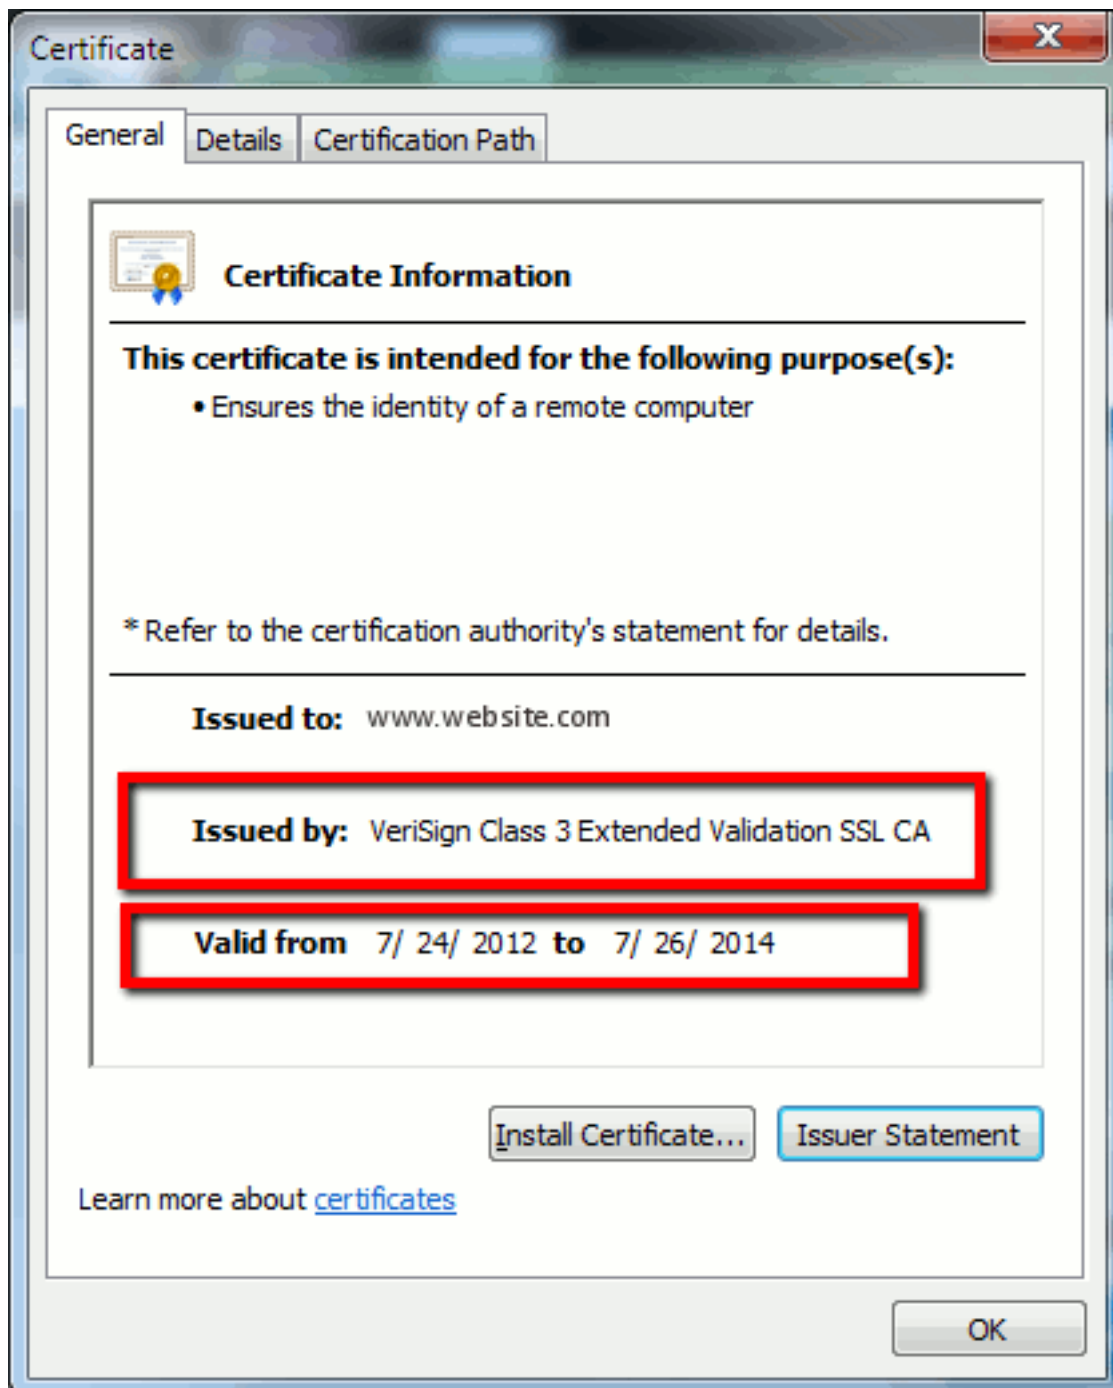 Certificate
General Details Certification Path
Certificate Information
This certificate is intended for the following purpose(s):
• Ensures the identity of a remote computer
* Refer to the certification authority's statement for details.
Issued to: www.website.com
Issued by: VeriSign Class 3 Extended Validation SSL CA
Valid from 7/ 24/ 2012 to 7/ 26/ 2014
Install Certificate... Issuer Statement
Learn more about certificates
OK